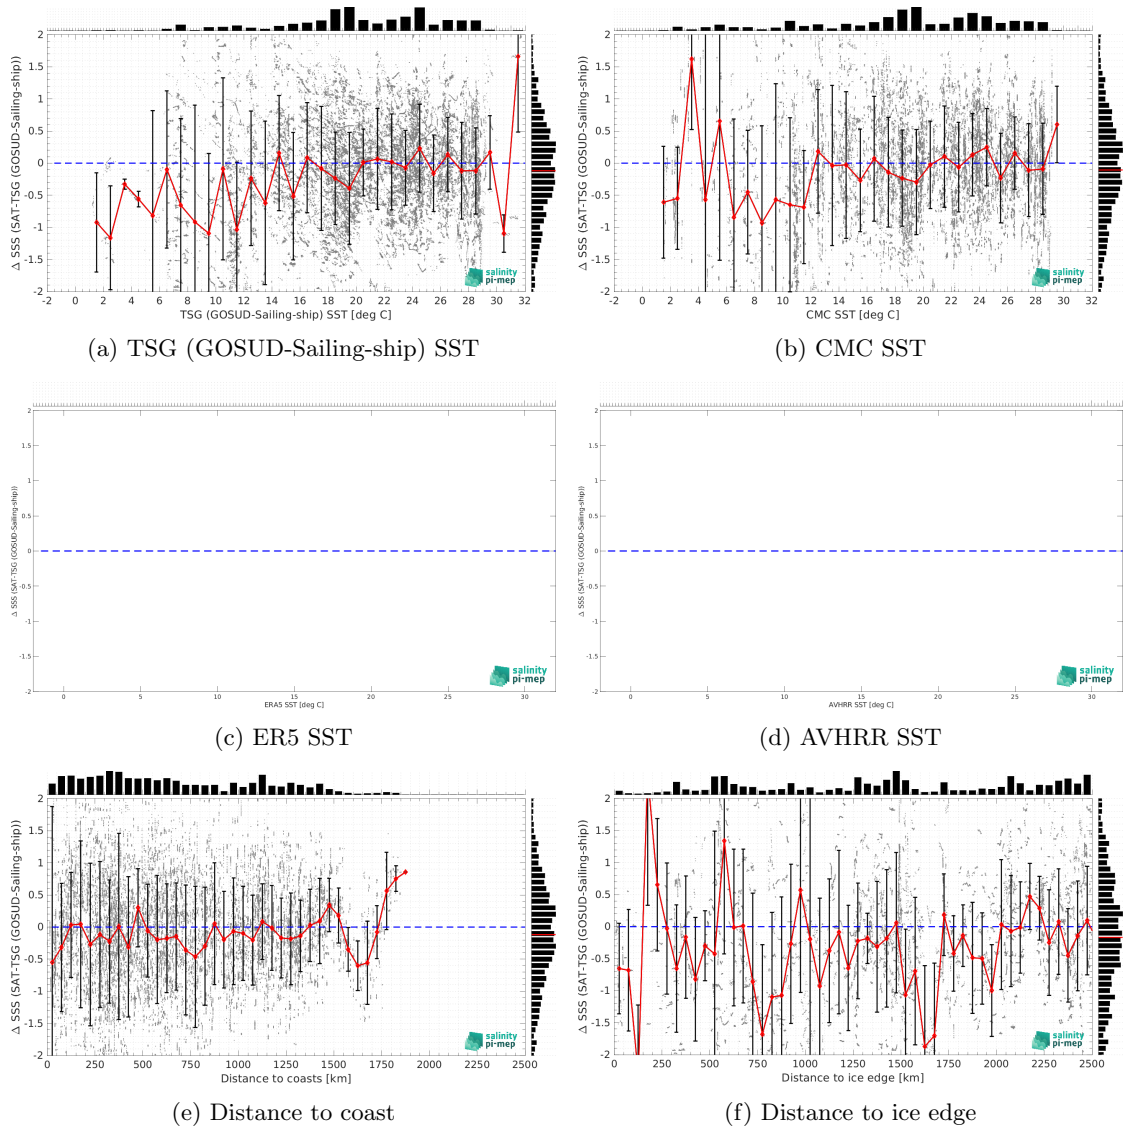 2
1.5
1
0.5
0
-0.5
-1
-1.5
-2
Δ SSS (SAT-TSG (GOSUD-Sailing-ship))
salinity
pi-mep
-2 0 2 4 6 8 10 12 14 16 18 20 22 24 26 28 30 32
TSG (GOSUD-Sailing-ship) SST [deg C]
(a) TSG (GOSUD-Sailing-ship) SST
2
1.5
1
0.5
0
-0.5
-1
-1.5
-2
Δ SSS (SAT-TSG (GOSUD-Sailing-ship))
salinity
pi-mep
-2 0 2 4 6 8 10 12 14 16 18 20 22 24 26 28 30 32
CMC SST [deg C]
(b) CMC SST
2
1.5
1
0.5
0
-0.5
-1
-1.5
-2
Δ SSS (SAT-TSG (GOSUD-Sailing-ship))
salinity
pi-mep
0 5 10 15 20 25 30
ERA5 SST [deg C]
(c) ER5 SST
2
1.5
1
0.5
0
-0.5
-1
-1.5
-2
Δ SSS (SAT-TSG (GOSUD-Sailing-ship))
salinity
pi-mep
0 5 10 15 20 25 30
AVHRR SST [deg C]
(d) AVHRR SST
2
1.5
1
0.5
0
-0.5
-1
-1.5
-2
Δ SSS (SAT-TSG (GOSUD-Sailing-ship))
salinity
pi-mep
0 250 500 750 1000 1250 1500 1750 2000 2250 2500
Distance to coasts [km]
(e) Distance to coast
2
1.5
1
0.5
0
-0.5
-1
-1.5
-2
Δ SSS (SAT-TSG (GOSUD-Sailing-ship))
salinity
pi-mep
0 250 500 750 1000 1250 1500 1750 2000 2250 2500
Distance to ice edge [km]
(f) Distance to ice edge